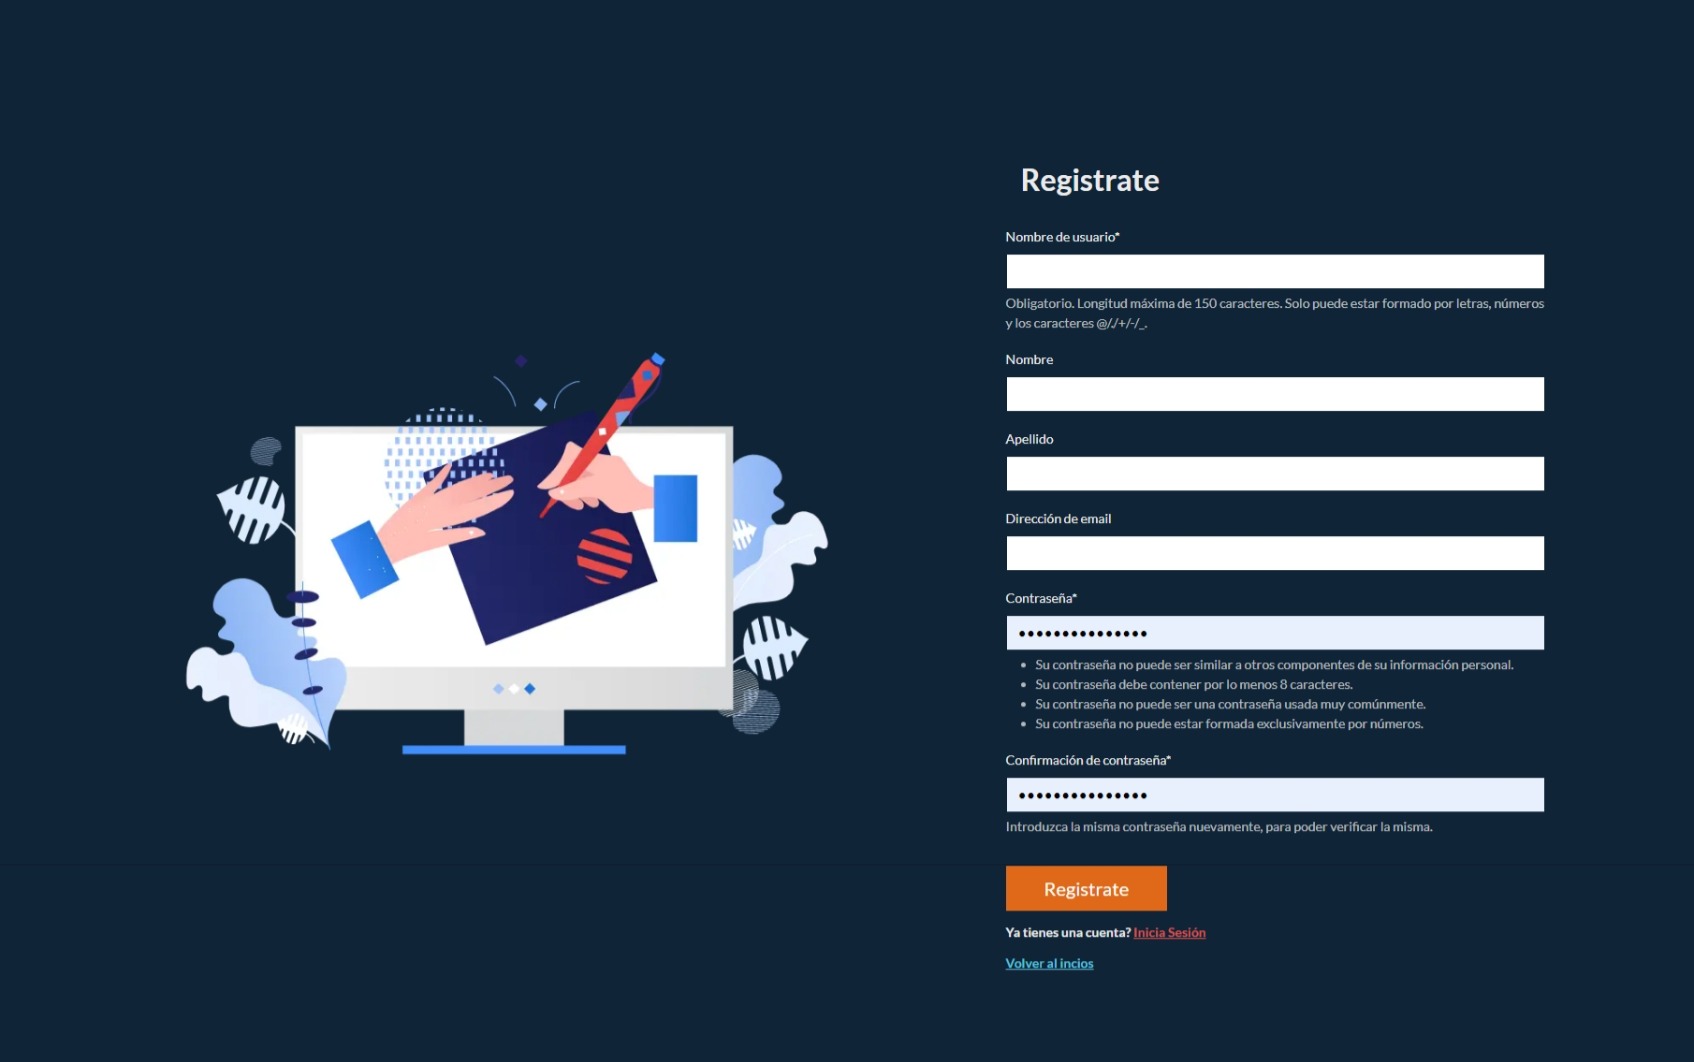 Registrate
Nombre de usuario*
Obligatorio. Longitud máxima de 150 caracteres. Solo puede estar formado por letras, números
y los caracteres @/./+/-/_.
Nombre
Apellido
Dirección de email
Contraseña*
•••••••••••••••
• Su contraseña no puede ser similar a otros componentes de su información personal.
• Su contraseña debe contener por lo menos 8 caracteres.
• Su contraseña no puede ser una contraseña usada muy comúnmente.
• Su contraseña no puede estar formada exclusivamente por números.
Confirmación de contraseña*
•••••••••••••••
Introduzca la misma contraseña nuevamente, para poder verificar la misma.
Registrate
Ya tienes una cuenta? Inicia Sesión
Volver al incios